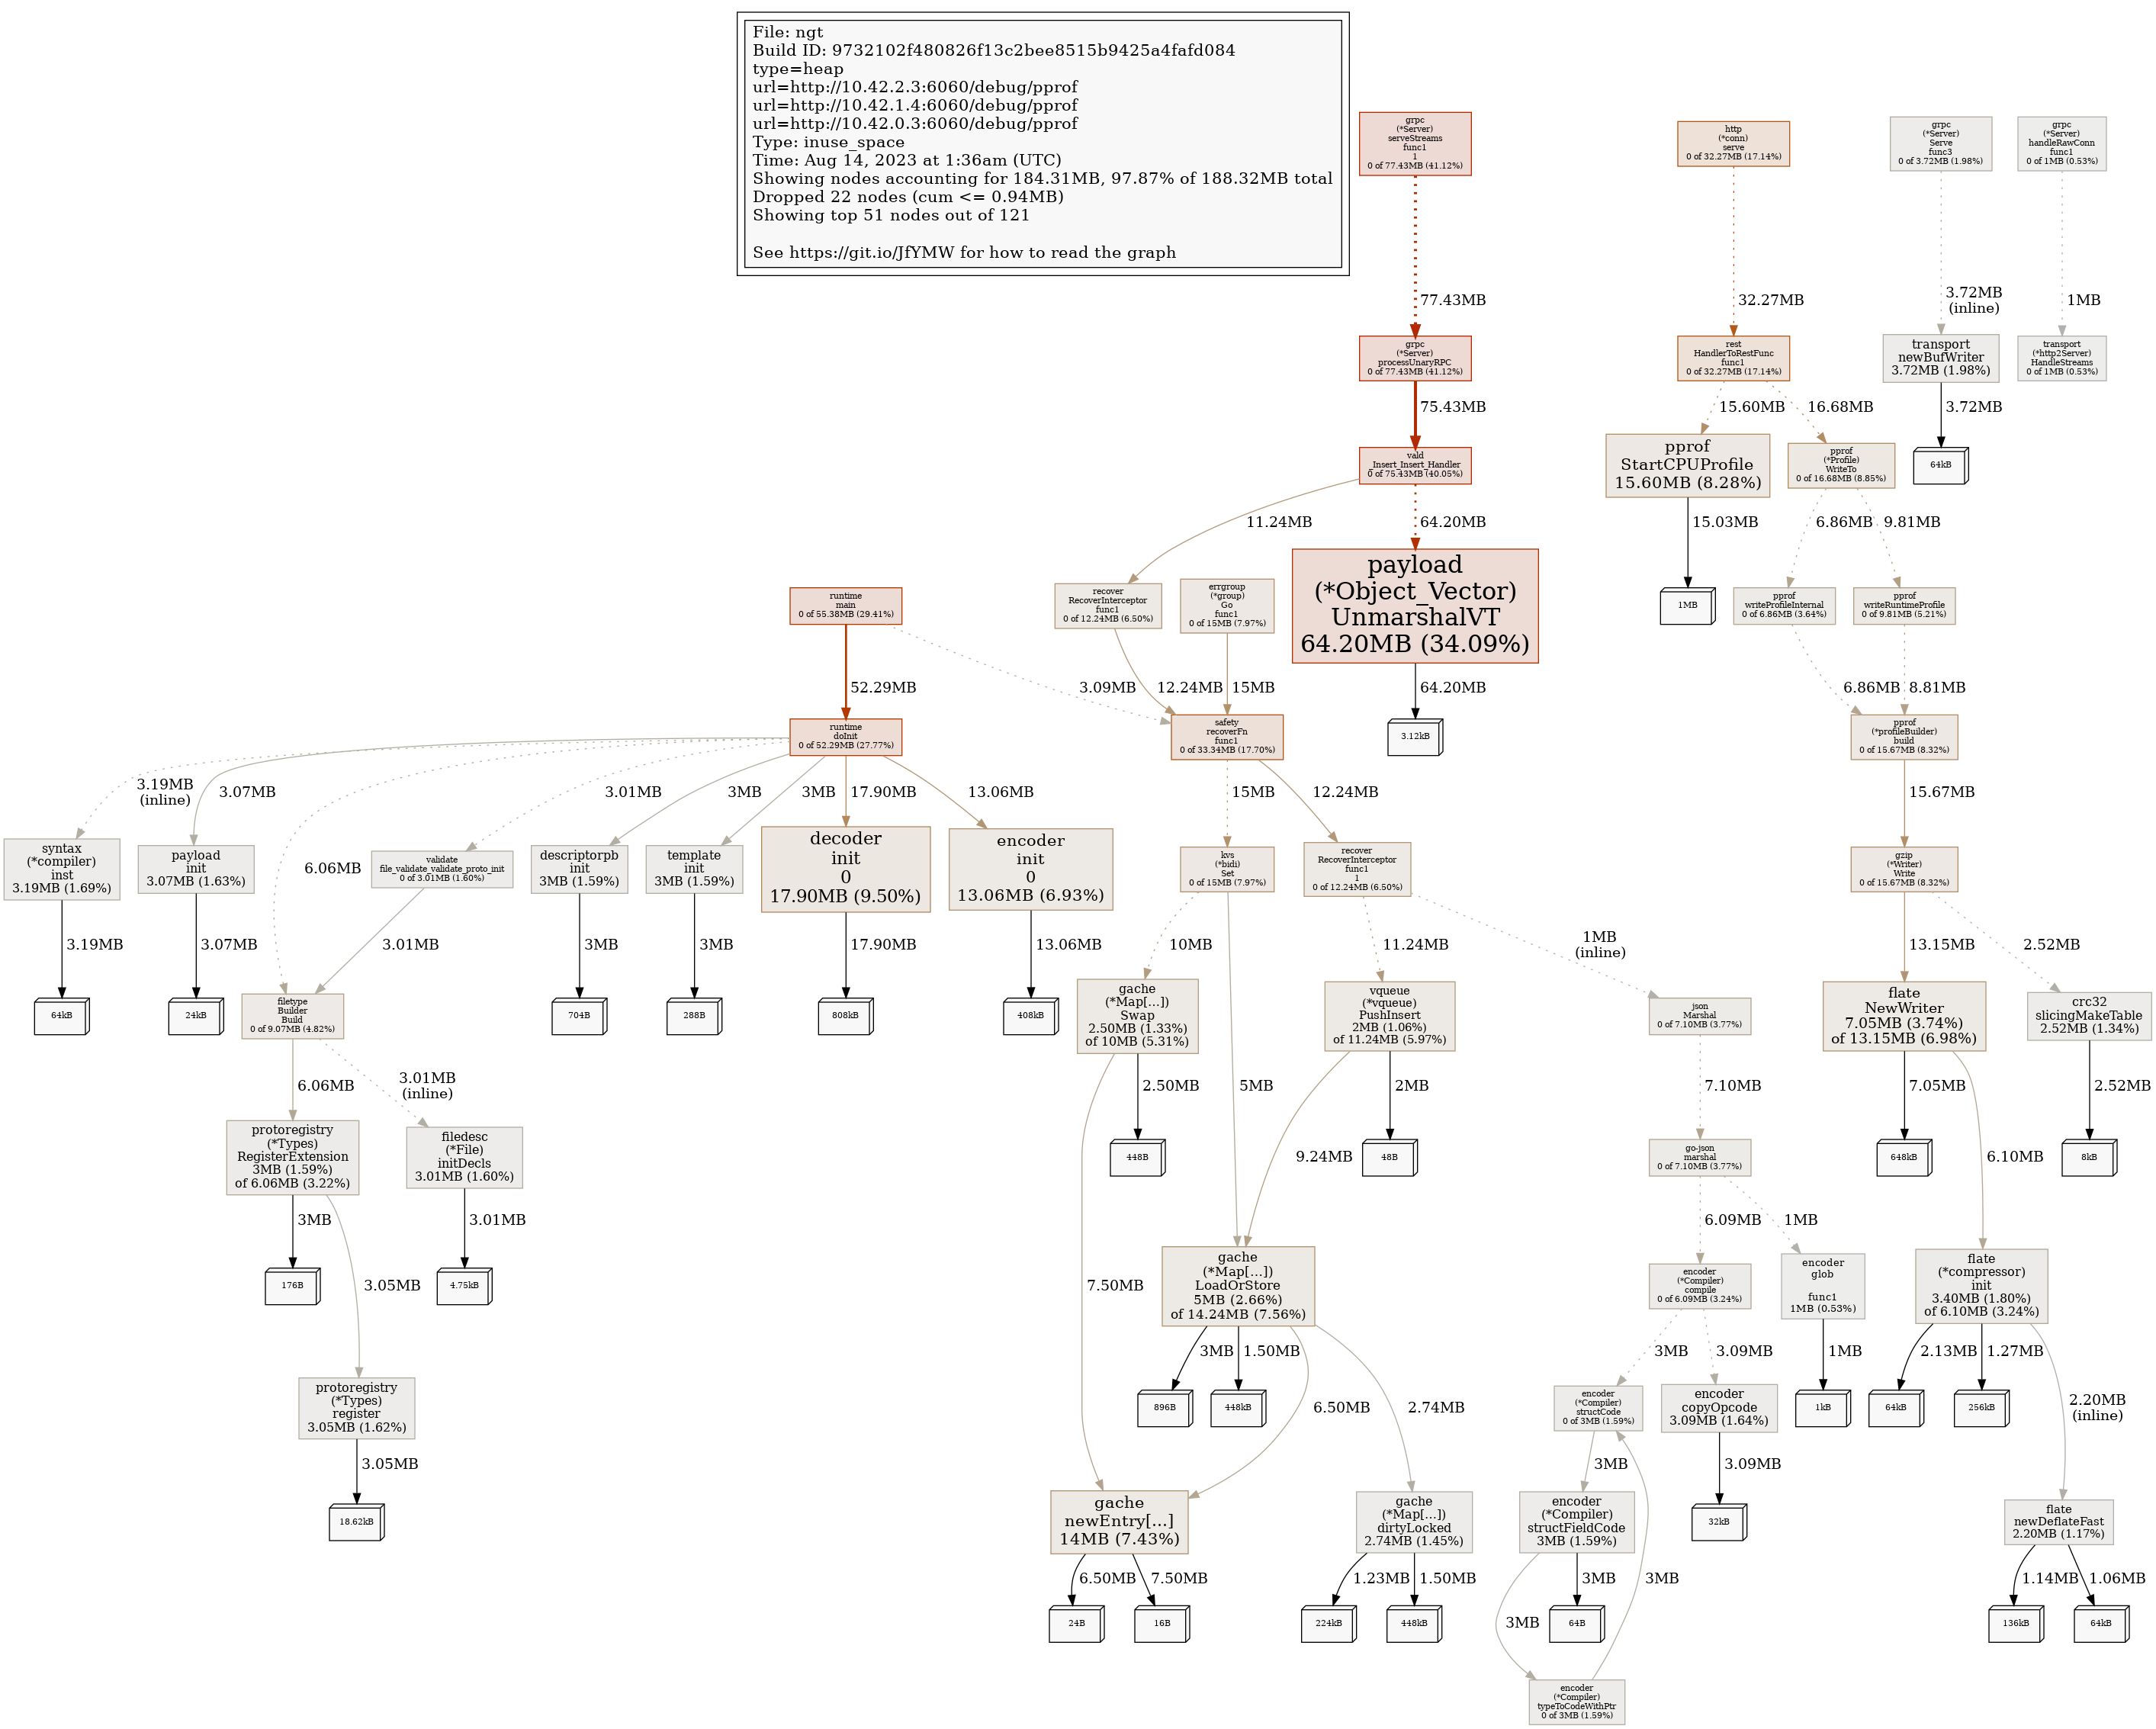 File: ngt
Build ID: 9732102f480826f13c2bee8515b9425a4fafd084
type=heap
url=http://10.42.2.3:6060/debug/pprof
url=http://10.42.1.4:6060/debug/pprof
url=http://10.42.0.3:6060/debug/pprof
Type: inuse_space
Time: Aug 14, 2023 at 1:36am (UTC)
Showing nodes accounting for 184.31MB, 97.87% of 188.32MB total
Dropped 22 nodes (cum <= 0.94MB)
Showing top 51 nodes out of 121
See https://git.io/JfYMW for how to read the graph
grpc
(*Server)
serveStreams
func1
1
0 of 77.43MB (41.12%)
http
(*conn)
serve
0 of 32.27MB (17.14%)
grpc
(*Server)
Serve
func3
0 of 3.72MB (1.98%)
grpc
(*Server)
handleRawConn
func1
0 of 1MB (0.53%)
77.43MB
32.27MB
3.72MB
(inline)
1MB
grpc
(*Server)
processUnaryRPC
0 of 77.43MB (41.12%)
rest
HandlerToRestFunc
func1
0 of 32.27MB (17.14%)
transport
newBufWriter
3.72MB (1.98%)
transport
(*http2Server)
HandleStreams
0 of 1MB (0.53%)
75.43MB
15.60MB
16.68MB
3.72MB
vald
_Insert_Insert_Handler
0 of 75.43MB (40.05%)
pprof
StartCPUProfile
15.60MB (8.28%)
pprof
(*Profile)
WriteTo
0 of 16.68MB (8.85%)
64kB
11.24MB
64.20MB
15.03MB
6.86MB
9.81MB
runtime
main
0 of 55.38MB (29.41%)
recover
RecoverInterceptor
func1
0 of 12.24MB (6.50%)
errgroup
(*group)
Go
func1
0 of 15MB (7.97%)
payload
(*Object_Vector)
UnmarshalVT
64.20MB (34.09%)
1MB
pprof
writeProfileInternal
0 of 6.86MB (3.64%)
pprof
writeRuntimeProfile
0 of 9.81MB (5.21%)
52.29MB
3.09MB
12.24MB
15MB
64.20MB
6.86MB
8.81MB
runtime
doInit
0 of 52.29MB (27.77%)
safety
recoverFn
func1
0 of 33.34MB (17.70%)
3.12kB
pprof
(*profileBuilder)
build
0 of 15.67MB (8.32%)
3.19MB
(inline)
3.07MB
6.06MB
3.01MB
3MB
3MB
17.90MB
13.06MB
15MB
12.24MB
15.67MB
syntax
(*compiler)
inst
3.19MB (1.69%)
payload
init
3.07MB (1.63%)
validate
file_validate_validate_proto_init
0 of 3.01MB (1.60%)
descriptorpb
init
3MB (1.59%)
template
init
3MB (1.59%)
decoder
init
0
17.90MB (9.50%)
encoder
init
0
13.06MB (6.93%)
kvs
(*bidi)
Set
0 of 15MB (7.97%)
recover
RecoverInterceptor
func1
1
0 of 12.24MB (6.50%)
gzip
(*Writer)
Write
0 of 15.67MB (8.32%)
3.19MB
3.07MB
3.01MB
3MB
3MB
17.90MB
13.06MB
10MB
5MB
11.24MB
1MB
(inline)
13.15MB
2.52MB
64kB
24kB
filetype
Builder
Build
0 of 9.07MB (4.82%)
704B
288B
808kB
408kB
gache
(*Map[...])
Swap
2.50MB (1.33%)
of 10MB (5.31%)
vqueue
(*vqueue)
PushInsert
2MB (1.06%)
of 11.24MB (5.97%)
json
Marshal
0 of 7.10MB (3.77%)
flate
NewWriter
7.05MB (3.74%)
of 13.15MB (6.98%)
crc32
slicingMakeTable
2.52MB (1.34%)
6.06MB
3.01MB
(inline)
7.50MB
2.50MB
9.24MB
2MB
7.10MB
7.05MB
6.10MB
2.52MB
protoregistry
(*Types)
RegisterExtension
3MB (1.59%)
of 6.06MB (3.22%)
filedesc
(*File)
initDecls
3.01MB (1.60%)
448B
48B
go-json
marshal
0 of 7.10MB (3.77%)
648kB
8kB
3MB
3.05MB
3.01MB
6.09MB
1MB
176B
4.75kB
gache
(*Map[...])
LoadOrStore
5MB (2.66%)
of 14.24MB (7.56%)
encoder
(*Compiler)
compile
0 of 6.09MB (3.24%)
encoder
glob

func1
1MB (0.53%)
flate
(*compressor)
init
3.40MB (1.80%)
of 6.10MB (3.24%)
3MB
1.50MB
6.50MB
2.74MB
3MB
3.09MB
1MB
2.13MB
1.27MB
2.20MB
(inline)
protoregistry
(*Types)
register
3.05MB (1.62%)
896B
448kB
encoder
(*Compiler)
structCode
0 of 3MB (1.59%)
encoder
copyOpcode
3.09MB (1.64%)
1kB
64kB
256kB
3.05MB
3MB
3.09MB
18.62kB
gache
newEntry[...]
14MB (7.43%)
gache
(*Map[...])
dirtyLocked
2.74MB (1.45%)
encoder
(*Compiler)
structFieldCode
3MB (1.59%)
32kB
flate
newDeflateFast
2.20MB (1.17%)
6.50MB
7.50MB
1.23MB
1.50MB
3MB
3MB
3MB
1.14MB
1.06MB
24B
16B
224kB
448kB
64B
136kB
64kB
encoder
(*Compiler)
typeToCodeWithPtr
0 of 3MB (1.59%)